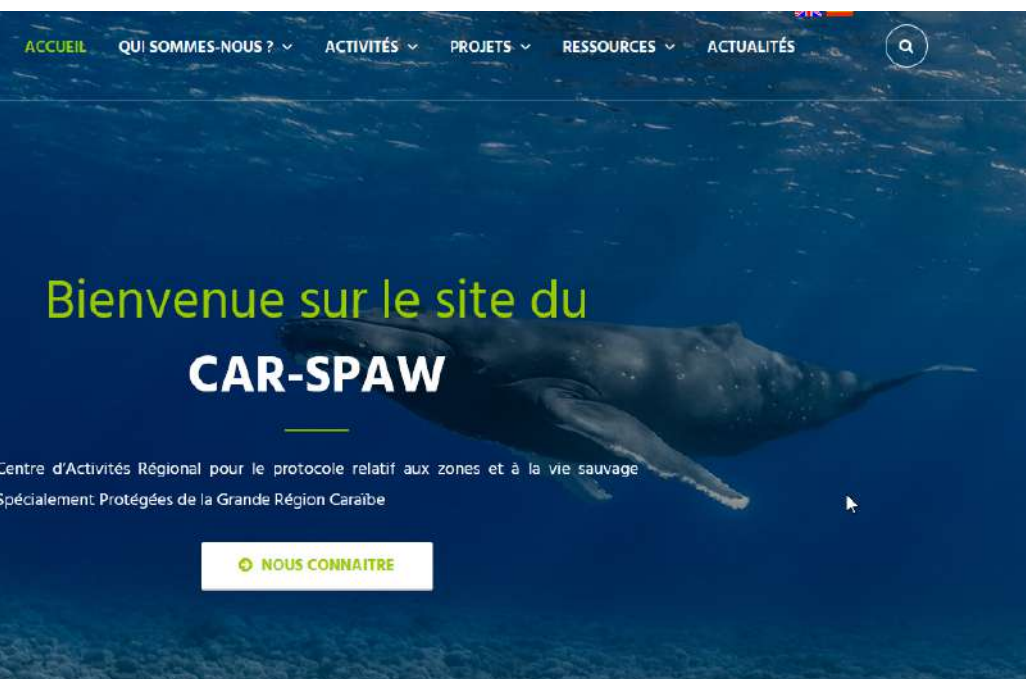 ACCUEIL QUI SOMMES-NOUS ? ACTIVITÉS PROJETS RESSOURCES ACTUALITÉS
Bienvenue sur le site du
CAR-SPAW
Centre d'Activités Régional pour le protocole relatif aux zones et à la vie sauvage
Spécialement Protégées de la Grande Région Caraïbe
NOUS CONNAITRE